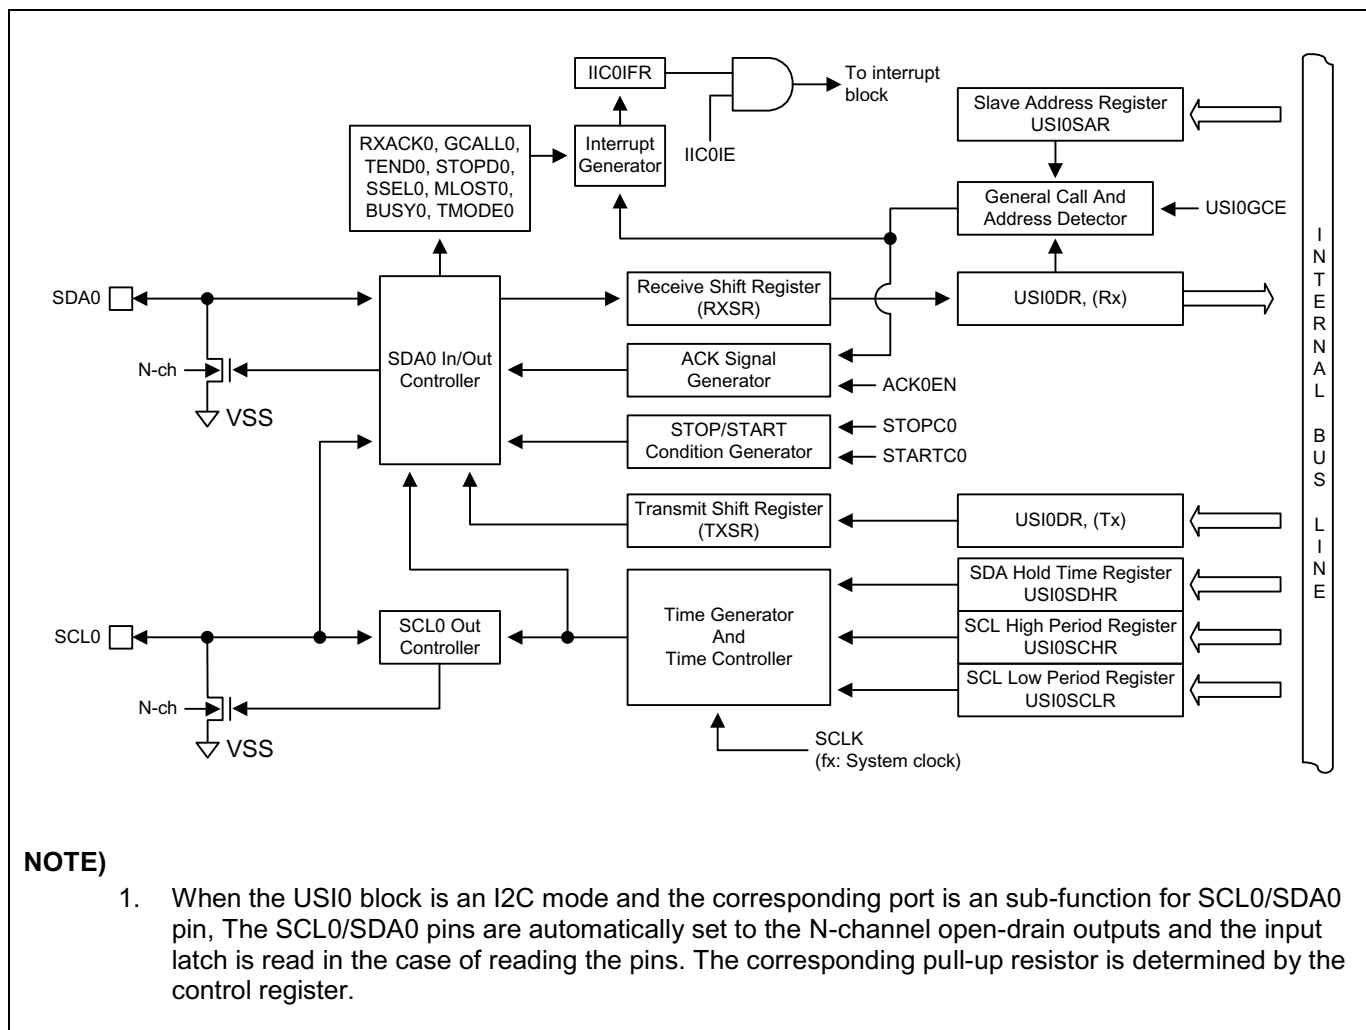 IIC0IFR
To interrupt
block
Slave Address Register
USI0SAR
RXACK0, GCALL0,
TEND0, STOPD0,
SSEL0, MLOST0,
BUSY0, TMODE0
Interrupt
Generator
IIC0IE
General Call And
Address Detector
USI0GCE
SDA0
Receive Shift Register
(RXSR)
USI0DR, (Rx)
N-ch
SDA0 In/Out
Controller
ACK Signal
Generator
ACK0EN
VSS
STOP/START
Condition Generator
STOPC0
STARTC0
Transmit Shift Register
(TXSR)
USI0DR, (Tx)
SDA Hold Time Register
USI0SDHR
SCL0
SCL0 Out
Controller
Time Generator
And
Time Controller
SCL High Period Register
USI0SCHR
SCL Low Period Register
USI0SCLR
N-ch
VSS
SCLK
(fx: System clock)
INTERNAL BUS LINE
NOTE)
1. When the USI0 block is an I2C mode and the corresponding port is an sub-function for SCL0/SDA0
pin, The SCL0/SDA0 pins are automatically set to the N-channel open-drain outputs and the input
latch is read in the case of reading the pins. The corresponding pull-up resistor is determined by the
control register.